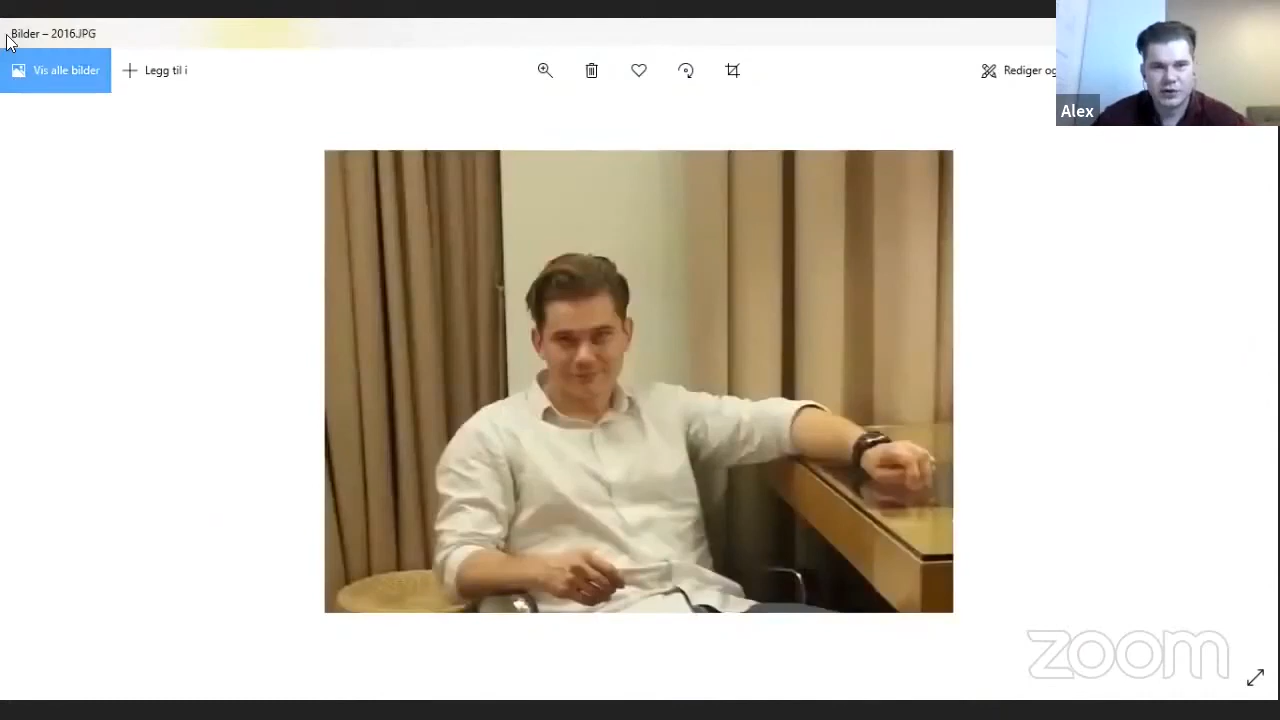 Bilder – 2016.JPG
Vis alle bilder
Legg til i
Rediger og
Alex
zoom